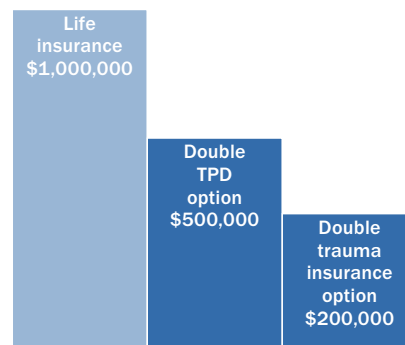 Life
insurance
$1,000,000
Double
TPD
option
$500,000
Double
trauma
insurance
option
$200,000